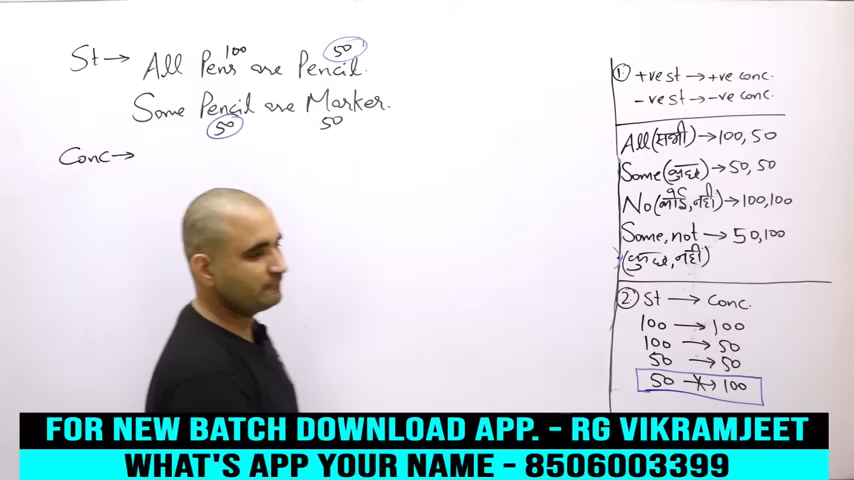 St → All Pens are Pencil.
100
50
Some Pencil are Marker.
50
50
Conc →
① +ve st → +ve conc.
-ve st → -ve conc.
All (सभी) → 100, 50
Some (कुछ) → 50, 50
No (कोई, नहीं) → 100, 100
Some, not → 50, 100
(कुछ, नहीं)
② St → Conc.
100 → 100
100 → 50
50 → 50
50 → 100
FOR NEW BATCH DOWNLOAD APP. - RG VIKRAMJEET
WHAT'S APP YOUR NAME - 8506003399